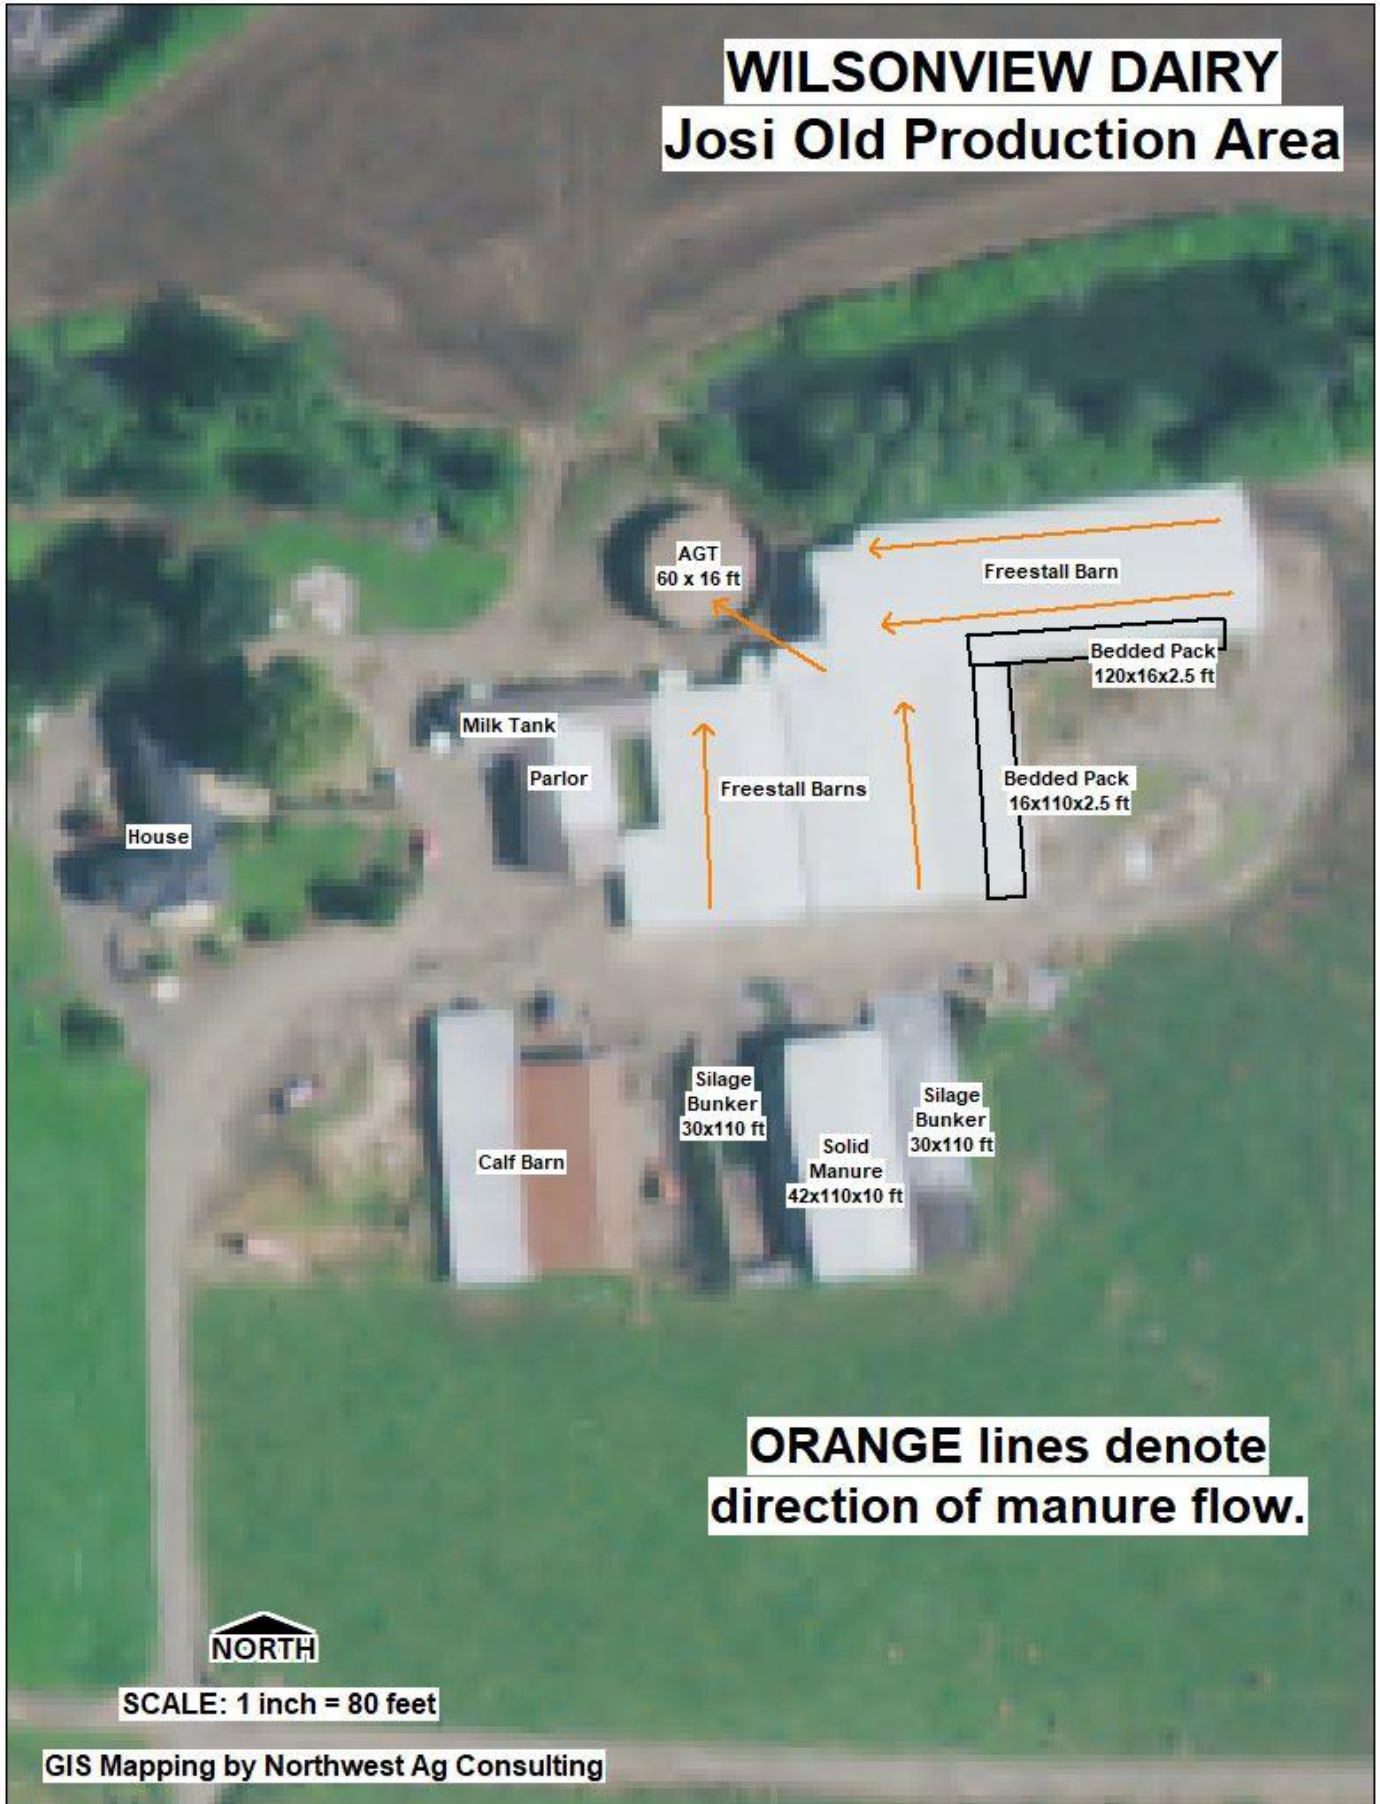 WILSONVIEW DAIRY
Josi Old Production Area
AGT
60 x 16 ft
Freestall Barn
Bedded Pack
120x16x2.5 ft
Milk Tank
Parlor
Freestall Barns
Bedded Pack
16x110x2.5 ft
House
Silage
Bunker
30x110 ft
Silage
Bunker
30x110 ft
Calf Barn
Solid
Manure
42x110x10 ft
ORANGE lines denote
direction of manure flow.
NORTH
SCALE: 1 inch = 80 feet
GIS Mapping by Northwest Ag Consulting